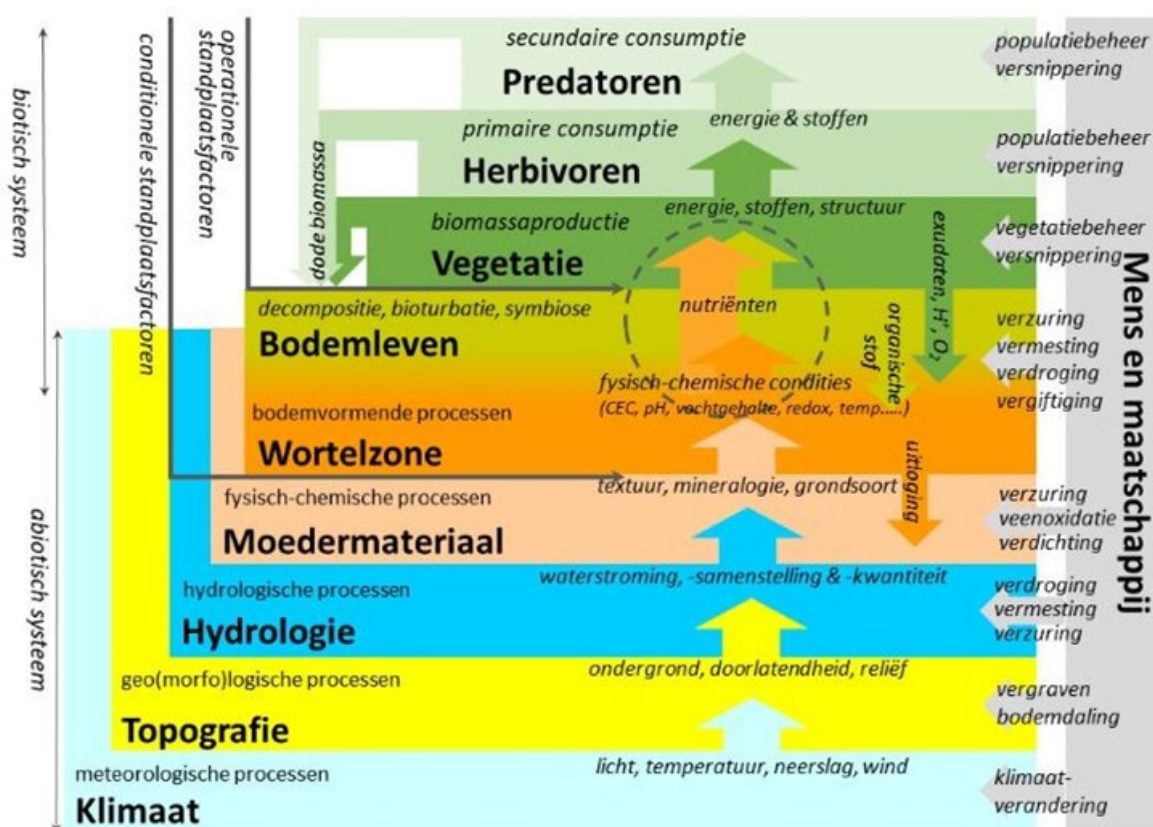 biotisch systeem
abiotisch systeem
conditionele standplaatsfactoren
operationele
standplaatsfactoren
dode biomassa
secundaire consumptie
Predatoren
energie & stoffen
populatiebeheer
versnippering
primaire consumptie
Herbivoren
energie, stoffen, structuur
populatiebeheer
versnippering
biomassaproductie
Vegetatie
vegetatiebeheer
versnippering
exudaten, H⁺, O₂
nutriënten
decompositie, bioturbatie, symbiose
Bodemleven
organische
stof
verzuring
vermesting
verdroging
vergiftiging
fysisch-chemische condities
(CEC, pH, vochtgehalte, redox, temp.....)
bodemvormende processen
Wortelzone
uitloging
textuur, mineralogie, grondsoort
fysisch-chemische processen
Moedermateriaal
verzuring
veenoxidatie
verdichting
waterstroming, -samenstelling & -kwantiteit
hydrologische processen
Hydrologie
verdroging
vermesting
verzuring
ondergrond, doorlatendheid, reliëf
geo(morfo)logische processen
Topografie
vergraven
bodemdaling
licht, temperatuur, neerslag, wind
meteorologische processen
Klimaat
klimaat-
verandering
Mens en maatschappij